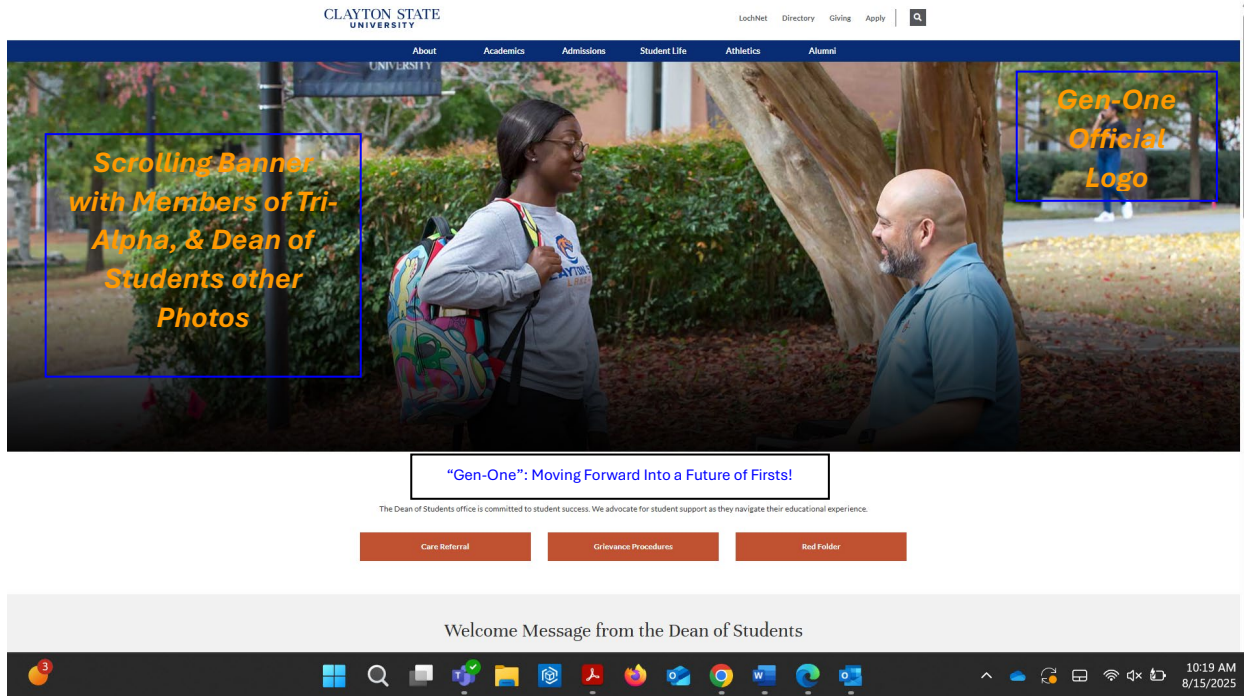 CLAYTON STATE
UNIVERSITY
LochNet Directory Giving Apply
About Academics Admissions Student Life Athletics Alumni
UNIVERSITY
Scrolling Banner
with Members of Tri-
Alpha, & Dean of
Students other
Photos
Gen-One
Official
Logo
“Gen-One”: Moving Forward Into a Future of Firsts!
The Dean of Students office is committed to student success. We advocate for student support as they navigate their educational experience.
Care Referral Grievance Procedures Red Folder
Welcome Message from the Dean of Students
3
10:19 AM
8/15/2025